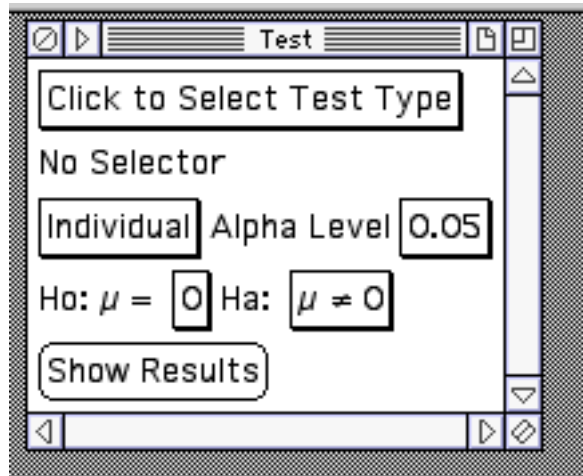 Test
Click to Select Test Type
No Selector
Individual Alpha Level 0.05
Ho: μ = 0 Ha: μ ≠ 0
Show Results